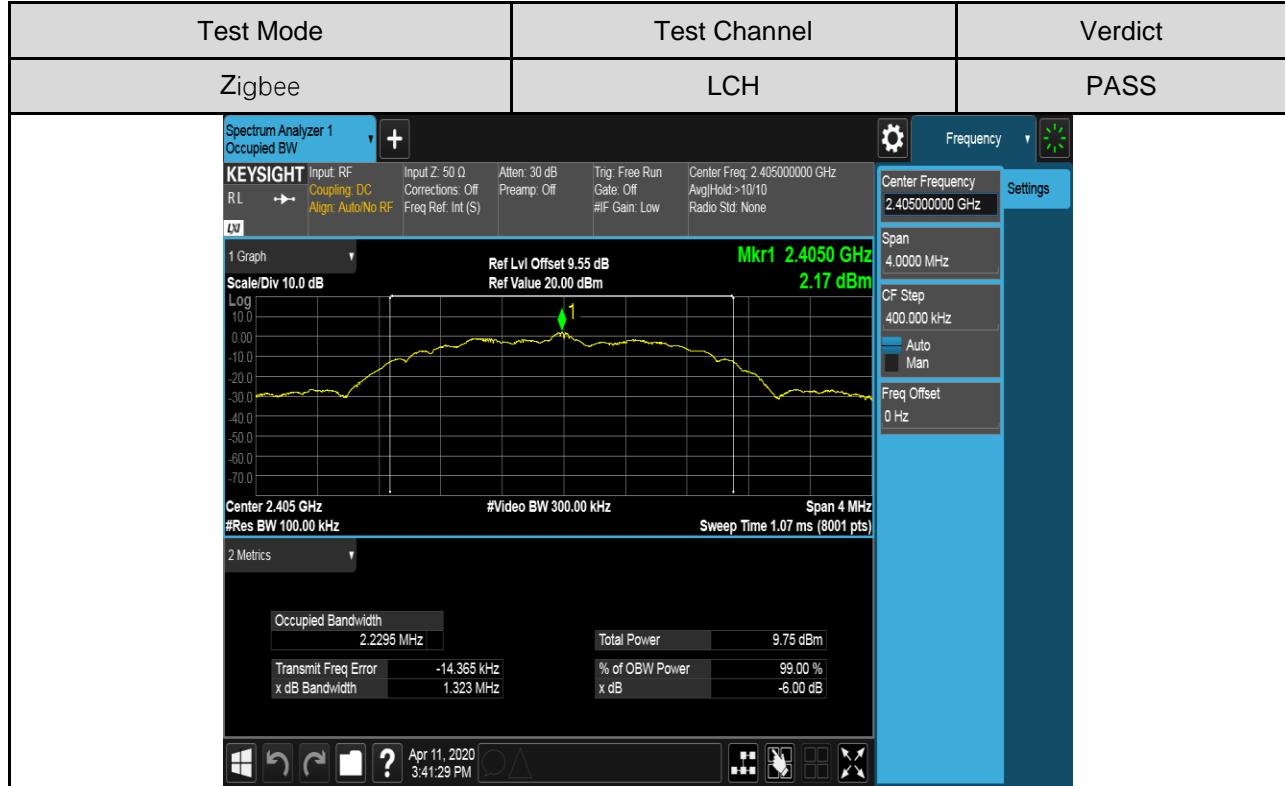 Test Mode Test Channel Verdict
Zigbee LCH PASS
Spectrum Analyzer 1
Occupied BW
+
Frequency
KEYSIGHT Input: RF Input Z: 50 Ω Atten: 30 dB Trig: Free Run Center Freq: 2.405000000 GHz
RL Coupling: DC Corrections: Off Preamp: Off Gate: Off Avg|Hold:>10/10
Align: Auto/No RF Freq Ref: Int (S) #IF Gain: Low Radio Std: None
LXI
Center Frequency
2.405000000 GHz
Settings
Span
4.0000 MHz
CF Step
400.000 kHz
Auto
Man
Freq Offset
0 Hz
1 Graph
Ref Lvl Offset 9.55 dB
Mkr1 2.4050 GHz
Scale/Div 10.0 dB
Ref Value 20.00 dBm
2.17 dBm
Log
10.0
0.00
-10.0
-20.0
-30.0
-40.0
-50.0
-60.0
-70.0
1
Center 2.405 GHz #Video BW 300.00 kHz Span 4 MHz
#Res BW 100.00 kHz Sweep Time 1.07 ms (8001 pts)
2 Metrics
Occupied Bandwidth
2.2295 MHz
Total Power 9.75 dBm
Transmit Freq Error -14.365 kHz % of OBW Power 99.00 %
x dB Bandwidth 1.323 MHz x dB -6.00 dB
?
Apr 11, 2020
3:41:29 PM